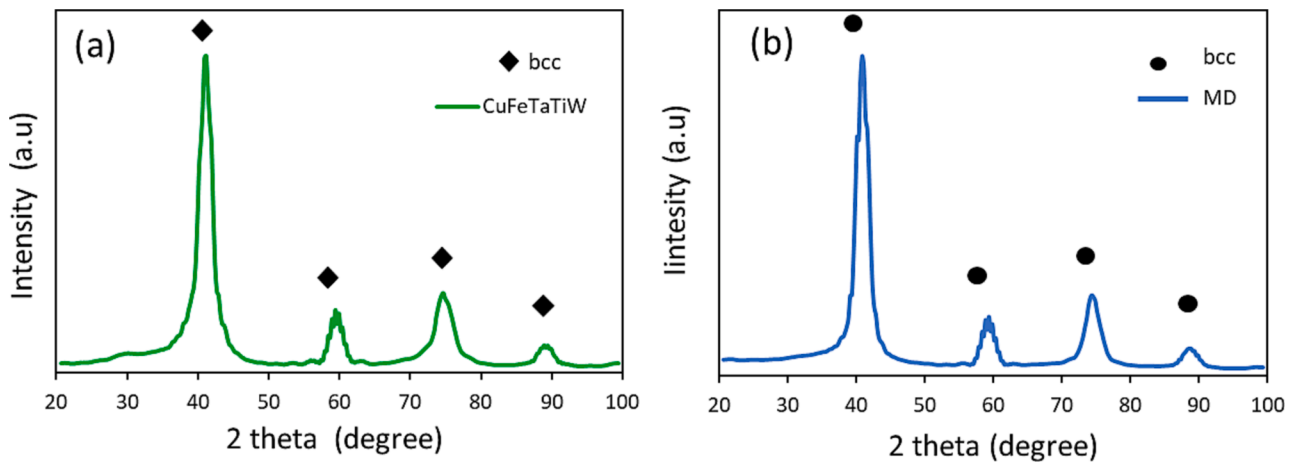 (a)
bcc
CuFeTaTiW
Intensity (a.u)
20 30 40 50 60 70 80 90 100
2 theta (degree)
(b)
bcc
MD
lintesity (a.u)
20 30 40 50 60 70 80 90 100
2 theta (degree)